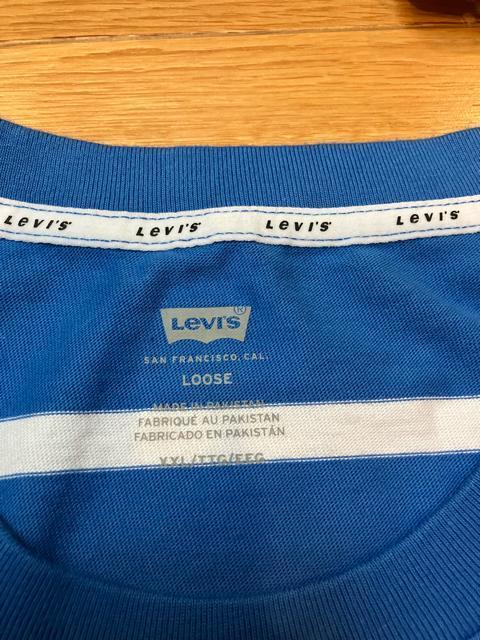 Levi's Levi's Levi's Levi's
Levi's®
SAN FRANCISCO, CAL.
LOOSE
MADE IN PAKISTAN
FABRIQUÉ AU PAKISTAN
FABRICADO EN PAKISTÁN
XXL/TTG/EEG